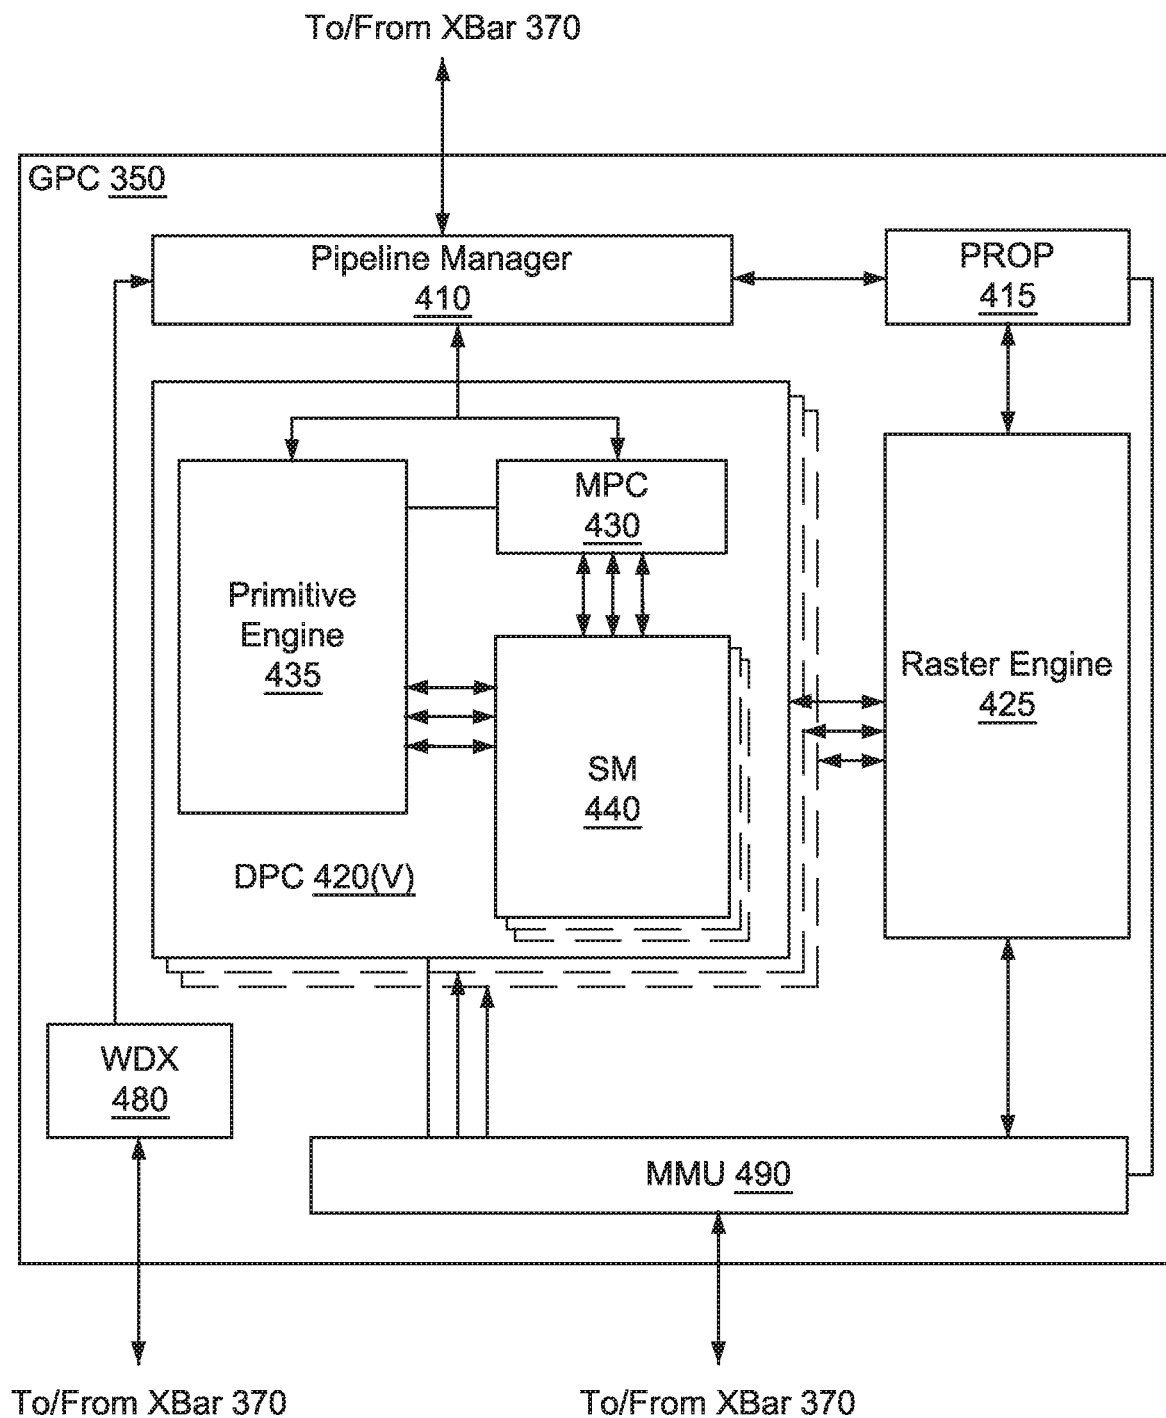 To/From XBar 370
GPC 350
Pipeline Manager
410
PROP
415
MPC
430
Primitive
Engine
435
Raster Engine
425
SM
440
DPC 420(V)
WDX
480
MMU 490
To/From XBar 370
To/From XBar 370